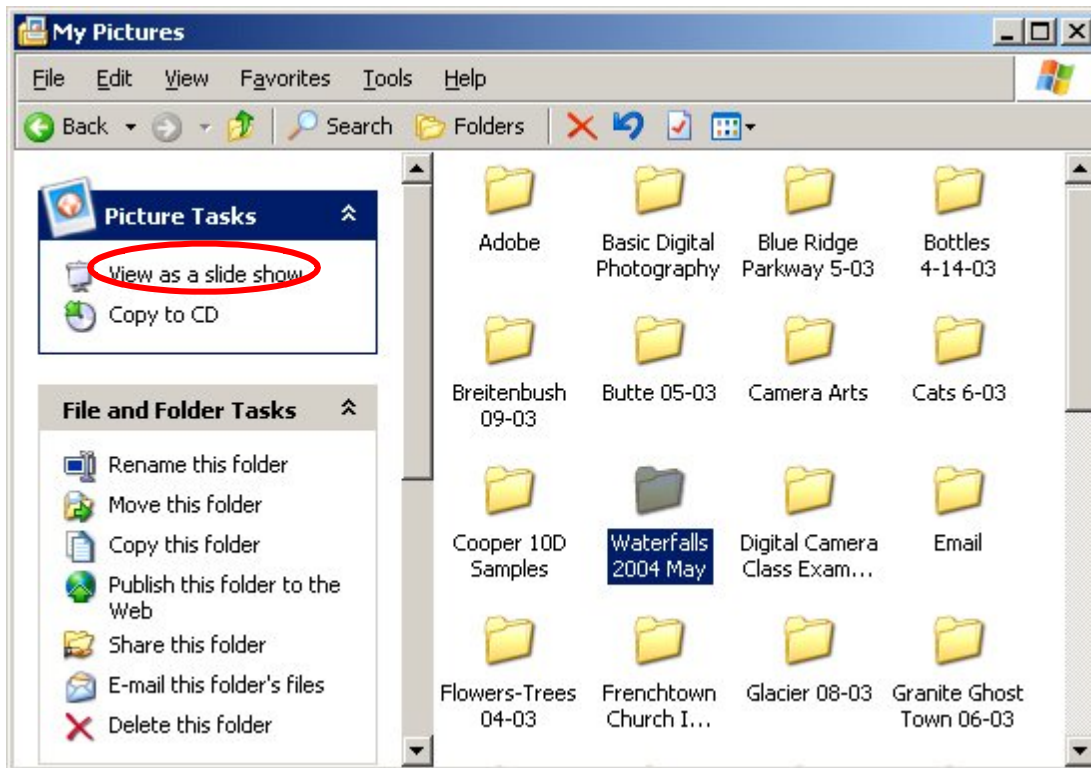 My Pictures
File Edit View Favorites Tools Help
Back Search Folders
Picture Tasks
View as a slide show
Copy to CD
File and Folder Tasks
Rename this folder
Move this folder
Copy this folder
Publish this folder to the
Web
Share this folder
E-mail this folder's files
Delete this folder
Adobe
Basic Digital
Photography
Blue Ridge
Parkway 5-03
Bottles
4-14-03
Breitenbush
09-03
Butte 05-03
Camera Arts
Cats 6-03
Cooper 10D
Samples
Waterfalls
2004 May
Digital Camera
Class Exam...
Email
Flowers-Trees
04-03
Frenchtown
Church I...
Glacier 08-03
Granite Ghost
Town 06-03